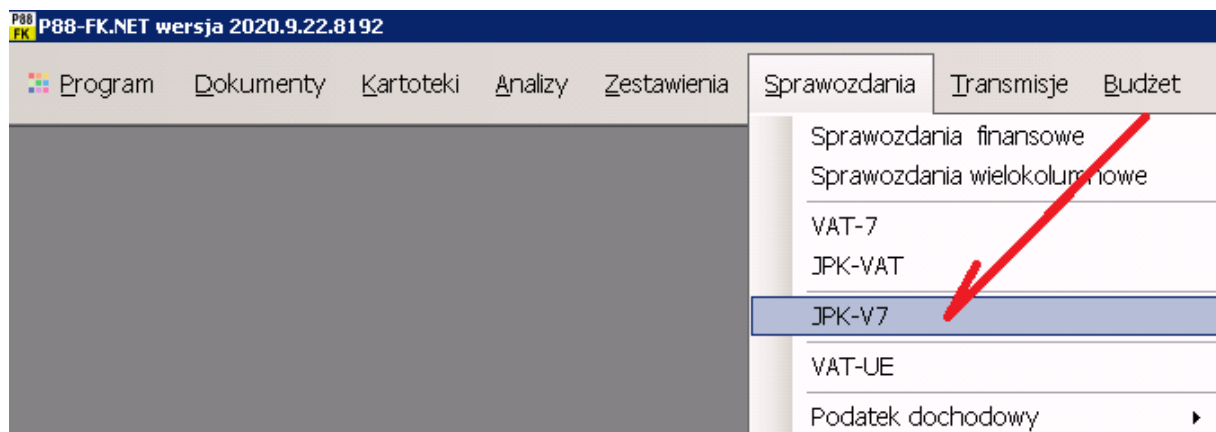 P88 FK P88-FK.NET wersja 2020.9.22.8192
Program Dokumenty Kartoteki Analizy Zestawienia Sprawozdania Transmisje Budżet
Sprawozdania finansowe
Sprawozdania wielokolumnowe
VAT-7
JPK-VAT
JPK-V7
VAT-UE
Podatek dochodowy